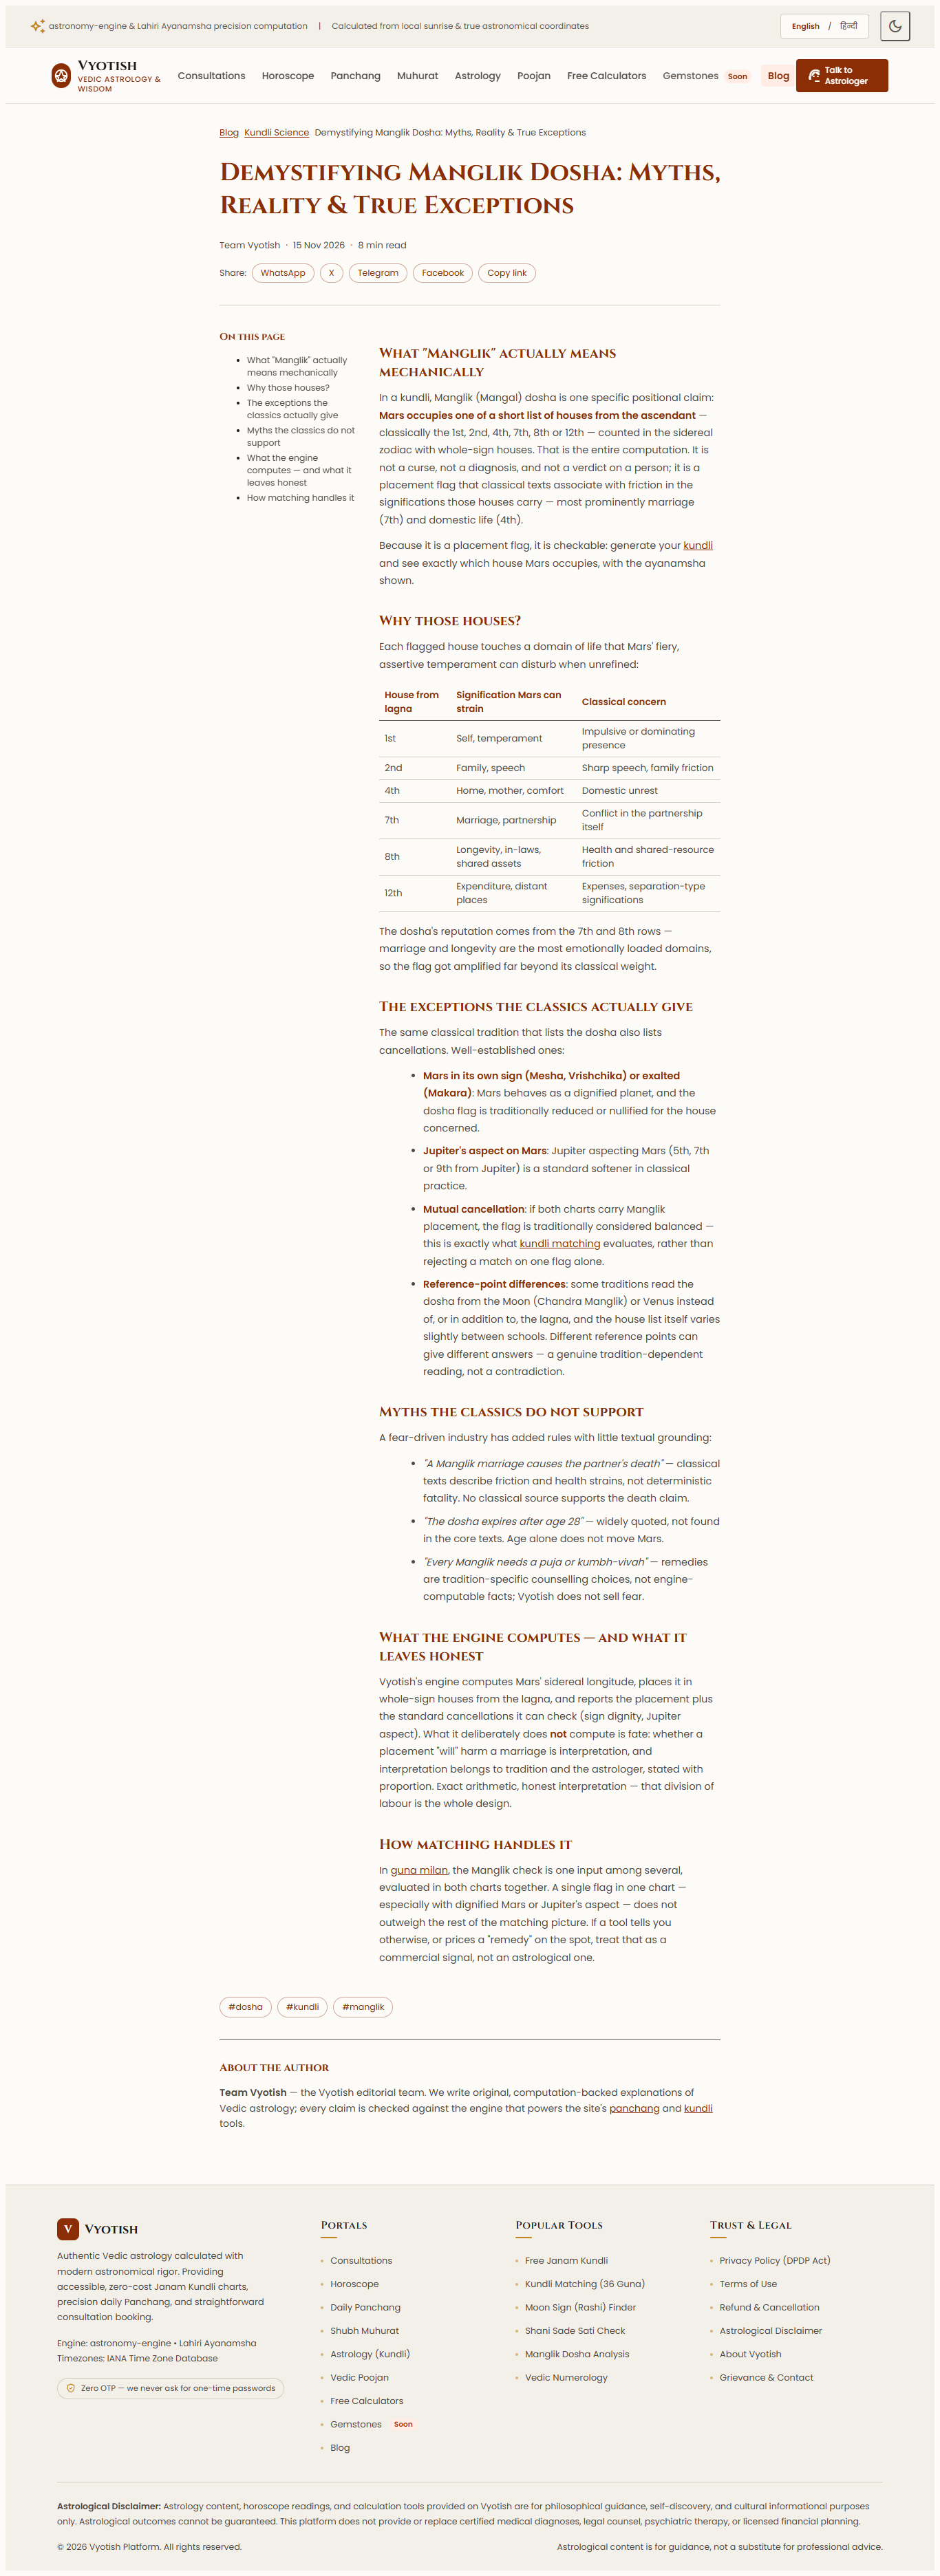 astronomy-engine & Lahiri Ayanamsha precision computation | Calculated from local sunrise & true astronomical coordinates
English / हिन्दी
Vyotish
VEDIC ASTROLOGY &
WISDOM
Consultations Horoscope Panchang Muhurat Astrology Poojan Free Calculators Gemstones Soon Blog
Talk to
Astrologer
Blog Kundli Science Demystifying Manglik Dosha: Myths, Reality & True Exceptions
Demystifying Manglik Dosha: Myths,
Reality & True Exceptions
Team Vyotish · 15 Nov 2026 · 8 min read
Share: WhatsApp X Telegram Facebook Copy link
On this page
What "Manglik" actually
means mechanically
Why those houses?
The exceptions the
classics actually give
Myths the classics do not
support
What the engine
computes — and what it
leaves honest
How matching handles it
What "Manglik" actually means
mechanically
In a kundli, Manglik (Mangal) dosha is one specific positional claim:
Mars occupies one of a short list of houses from the ascendant —
classically the 1st, 2nd, 4th, 7th, 8th or 12th — counted in the sidereal
zodiac with whole-sign houses. That is the entire computation. It is
not a curse, not a diagnosis, and not a verdict on a person; it is a
placement flag that classical texts associate with friction in the
significations those houses carry — most prominently marriage
(7th) and domestic life (4th).
Because it is a placement flag, it is checkable: generate your kundli
and see exactly which house Mars occupies, with the ayanamsha
shown.
Why those houses?
Each flagged house touches a domain of life that Mars' fiery,
assertive temperament can disturb when unrefined:
House from
lagna
Signification Mars can
strain
Classical concern
1st
Self, temperament
Impulsive or dominating
presence
2nd
Family, speech
Sharp speech, family friction
4th
Home, mother, comfort
Domestic unrest
7th
Marriage, partnership
Conflict in the partnership
itself
8th
Longevity, in-laws,
shared assets
Health and shared-resource
friction
12th
Expenditure, distant
places
Expenses, separation-type
significations
The dosha's reputation comes from the 7th and 8th rows —
marriage and longevity are the most emotionally loaded domains,
so the flag got amplified far beyond its classical weight.
The exceptions the classics actually give
The same classical tradition that lists the dosha also lists
cancellations. Well-established ones:
Mars in its own sign (Mesha, Vrishchika) or exalted
(Makara): Mars behaves as a dignified planet, and the
dosha flag is traditionally reduced or nullified for the house
concerned.
Jupiter's aspect on Mars: Jupiter aspecting Mars (5th, 7th
or 9th from Jupiter) is a standard softener in classical
practice.
Mutual cancellation: if both charts carry Manglik
placement, the flag is traditionally considered balanced —
this is exactly what kundli matching evaluates, rather than
rejecting a match on one flag alone.
Reference-point differences: some traditions read the
dosha from the Moon (Chandra Manglik) or Venus instead
of, or in addition to, the lagna, and the house list itself varies
slightly between schools. Different reference points can
give different answers — a genuine tradition-dependent
reading, not a contradiction.
Myths the classics do not support
A fear-driven industry has added rules with little textual grounding:
"A Manglik marriage causes the partner's death" — classical
texts describe friction and health strains, not deterministic
fatality. No classical source supports the death claim.
"The dosha expires after age 28" — widely quoted, not found
in the core texts. Age alone does not move Mars.
"Every Manglik needs a puja or kumbh-vivah" — remedies
are tradition-specific counselling choices, not engine-
computable facts; Vyotish does not sell fear.
What the engine computes — and what it
leaves honest
Vyotish's engine computes Mars' sidereal longitude, places it in
whole-sign houses from the lagna, and reports the placement plus
the standard cancellations it can check (sign dignity, Jupiter
aspect). What it deliberately does not compute is fate: whether a
placement "will" harm a marriage is interpretation, and
interpretation belongs to tradition and the astrologer, stated with
proportion. Exact arithmetic, honest interpretation — that division of
labour is the whole design.
How matching handles it
In guna milan, the Manglik check is one input among several,
evaluated in both charts together. A single flag in one chart —
especially with dignified Mars or Jupiter's aspect — does not
outweigh the rest of the matching picture. If a tool tells you
otherwise, or prices a "remedy" on the spot, treat that as a
commercial signal, not an astrological one.
#dosha #kundli #manglik
About the author
Team Vyotish — the Vyotish editorial team. We write original, computation-backed explanations of
Vedic astrology; every claim is checked against the engine that powers the site's panchang and kundli
tools.
V Vyotish
Authentic Vedic astrology calculated with
modern astronomical rigor. Providing
accessible, zero-cost Janam Kundli charts,
precision daily Panchang, and straightforward
consultation booking.
Engine: astronomy-engine • Lahiri Ayanamsha
Timezones: IANA Time Zone Database
Zero OTP — we never ask for one-time passwords
Portals
Consultations
Horoscope
Daily Panchang
Shubh Muhurat
Astrology (Kundli)
Vedic Poojan
Free Calculators
Gemstones Soon
Blog
Popular Tools
Free Janam Kundli
Kundli Matching (36 Guna)
Moon Sign (Rashi) Finder
Shani Sade Sati Check
Manglik Dosha Analysis
Vedic Numerology
Trust & Legal
Privacy Policy (DPDP Act)
Terms of Use
Refund & Cancellation
Astrological Disclaimer
About Vyotish
Grievance & Contact
Astrological Disclaimer: Astrology content, horoscope readings, and calculation tools provided on Vyotish are for philosophical guidance, self-discovery, and cultural informational purposes
only. Astrological outcomes cannot be guaranteed. This platform does not provide or replace certified medical diagnoses, legal counsel, psychiatric therapy, or licensed financial planning.
© 2026 Vyotish Platform. All rights reserved.
Astrological content is for guidance, not a substitute for professional advice.